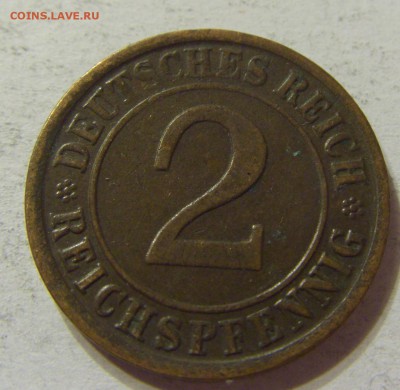 COINS.LAVE.RU
DEUTSCHES REICH
2
REICHSPFENNIG